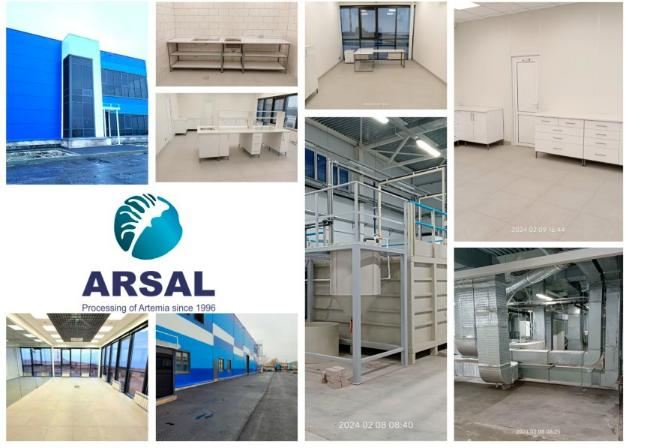 ARSAL
Processing of Artemia since 1996
2024 02 09 16:44
2024 02 08 08:40